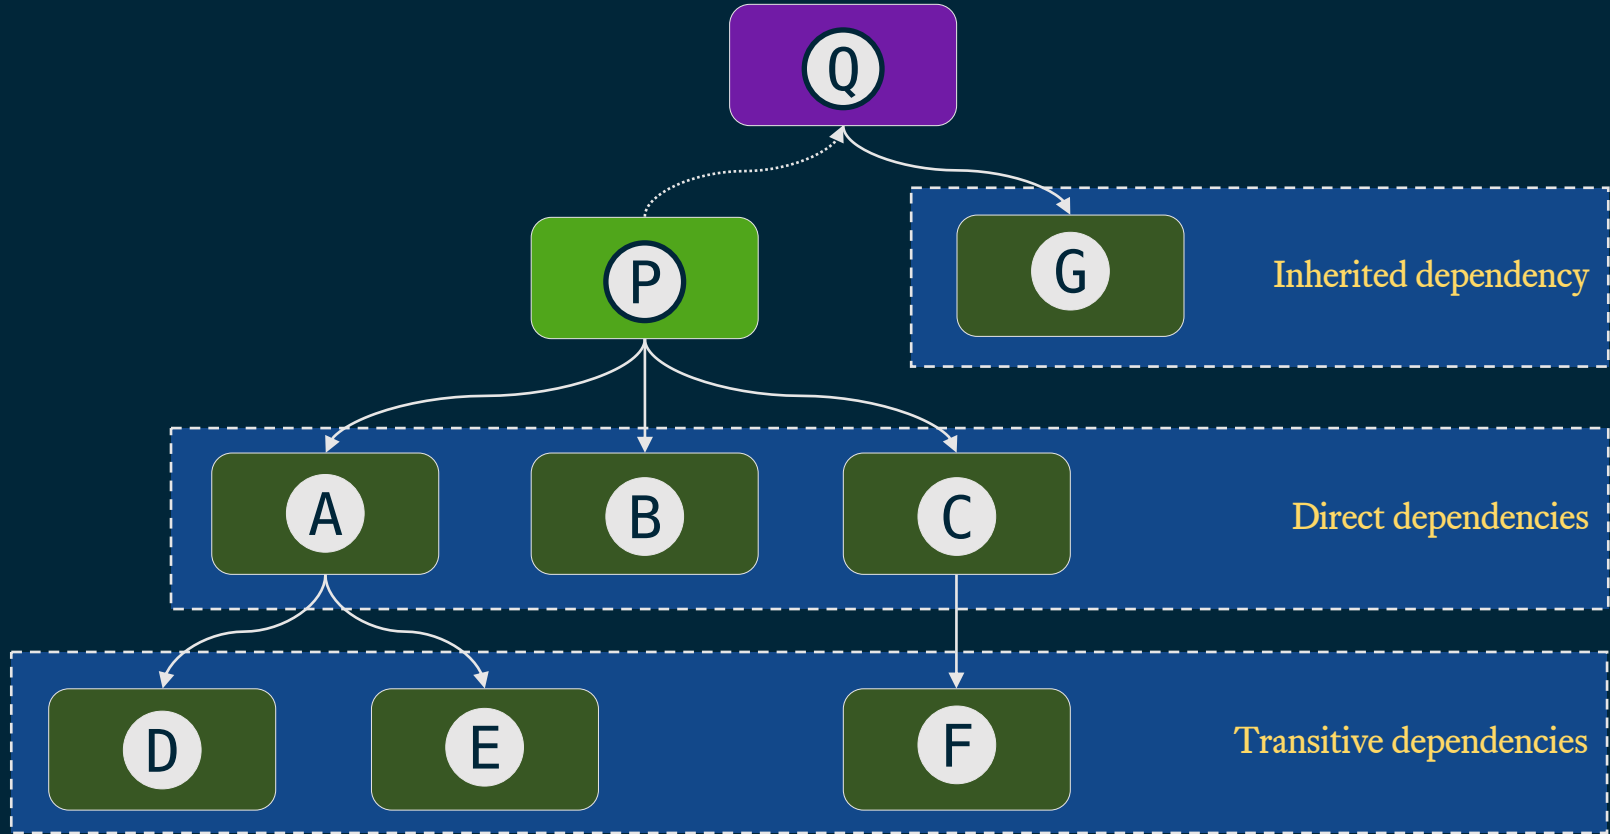 Q
P
G
Inherited dependency
A
B
C
Direct dependencies
D
E
F
Transitive dependencies